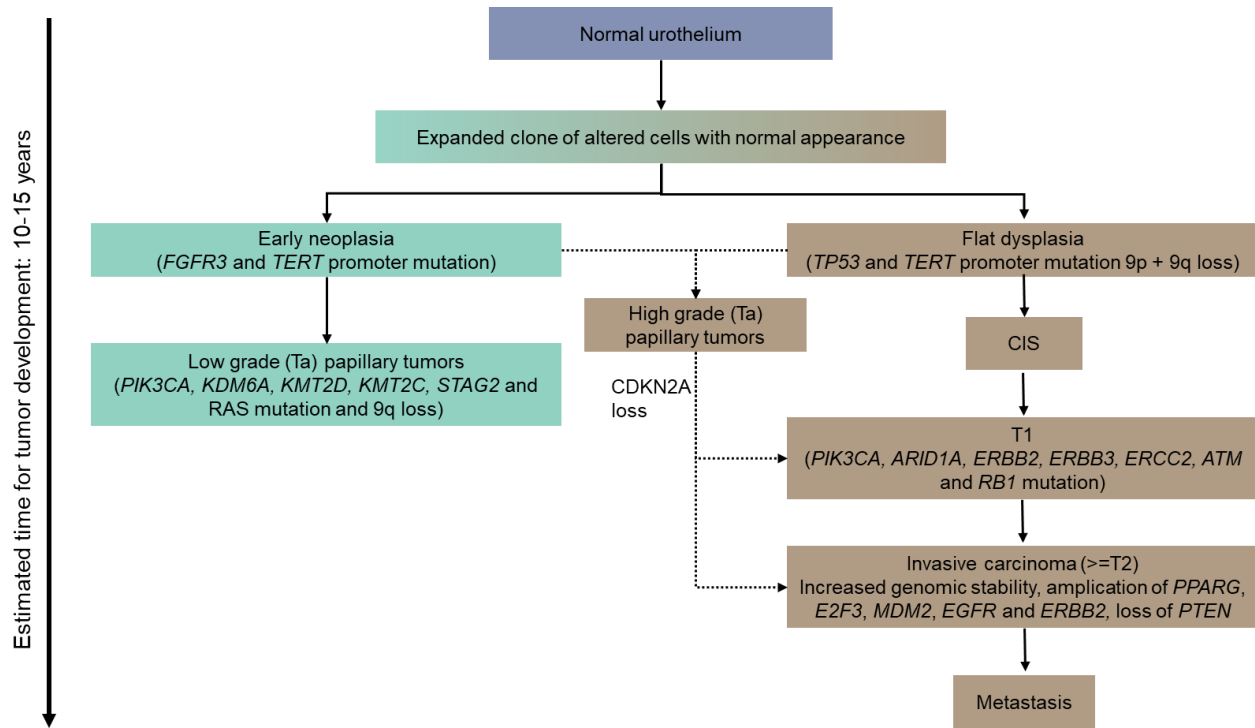 Estimated time for tumor development: 10-15 years
Normal urothelium
Expanded clone of altered cells with normal appearance
Early neoplasia
(FGFR3 and TERT promoter mutation)
Flat dysplasia
(TP53 and TERT promoter mutation 9p + 9q loss)
High grade (Ta)
papillary tumors
CIS
Low grade (Ta) papillary tumors
(PIK3CA, KDM6A, KMT2D, KMT2C, STAG2 and
RAS mutation and 9q loss)
CDKN2A
loss
T1
(PIK3CA, ARID1A, ERBB2, ERBB3, ERCC2, ATM
and RB1 mutation)
Invasive carcinoma (>=T2)
Increased genomic stability, amplication of PPARG,
E2F3, MDM2, EGFR and ERBB2, loss of PTEN
Metastasis